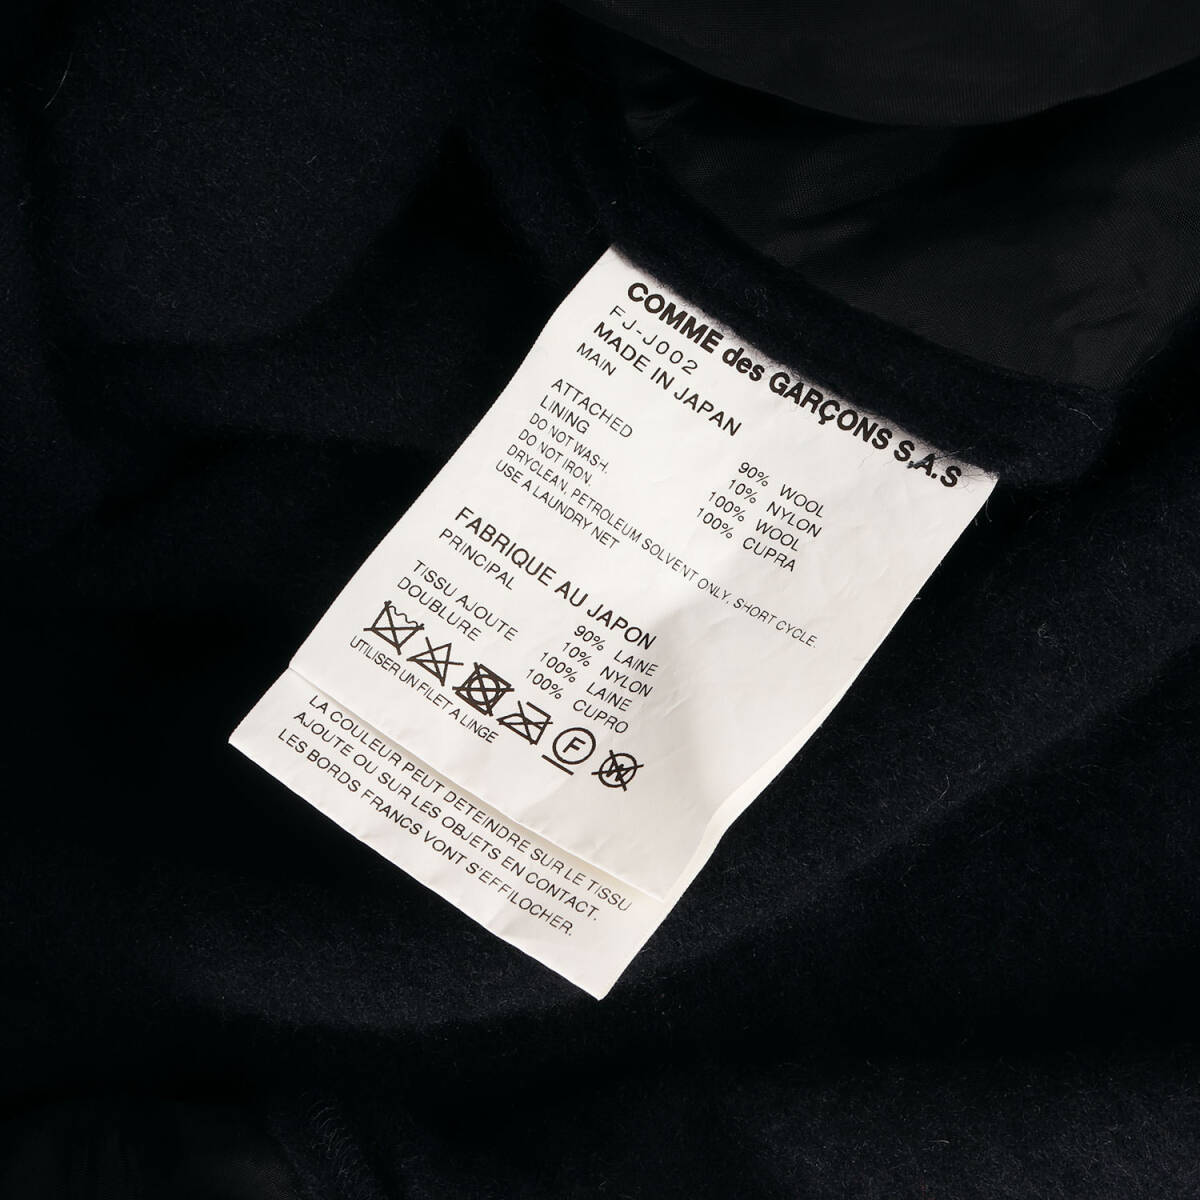 COMME des GARÇONS S.A.S
FJ-J002
MADE IN JAPAN
MAIN 90% WOOL
10% NYLON
ATTACHED 100% WOOL
LINING 100% CUPRA
DO NOT WASH,
DO NOT IRON.
DRYCLEAN, PETROLEUM SOLVENT ONLY, SHORT CYCLE.
USE A LAUNDRY NET
FABRIQUE AU JAPON
PRINCIPAL 90% LAINE
10% NYLON
TISSU AJOUTE 100% LAINE
DOUBLURE 100% CUPRO
F W
UTILISER UN FILET A LINGE
LA COULEUR PEUT DETEINDRE SUR LE TISSU
AJOUTE OU SUR LES OBJETS EN CONTACT.
LES BORDS FRANCS VONT S'EFFILOCHER.